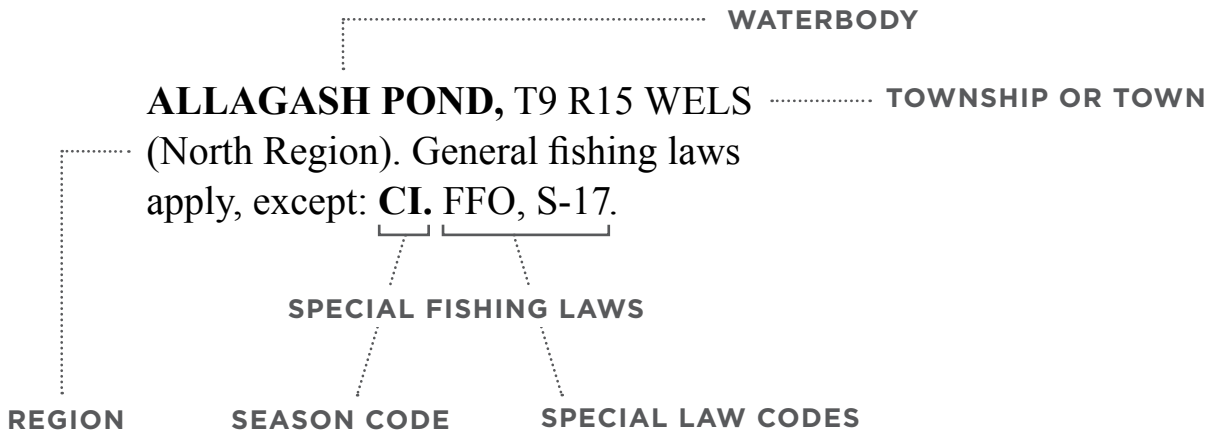 WATERBODY
ALLAGASH POND, T9 R15 WELS
TOWNSHIP OR TOWN
(North Region). General fishing laws
apply, except: CI. FFO, S-17.
SPECIAL FISHING LAWS
REGION
SEASON CODE
SPECIAL LAW CODES